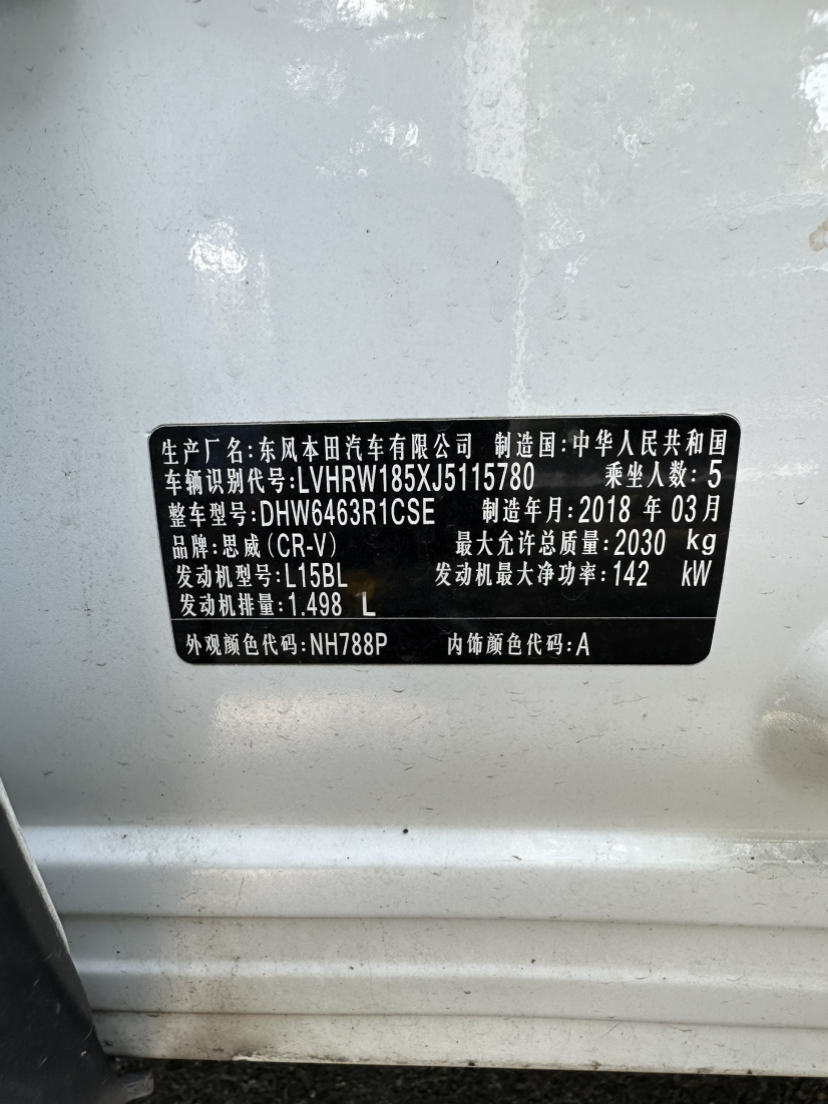 生产厂名:东风本田汽车有限公司 制造国:中华人民共和国
车辆识别代号:LVHRW185XJ5115780 乘坐人数:5
整车型号:DHW6463R1CSE 制造年月:2018 年 03 月
品牌:思威(CR-V) 最大允许总质量:2030 kg
发动机型号:L15BL 发动机最大净功率:142 kW
发动机排量:1.498 L
外观颜色代码:NH788P 内饰颜色代码:A